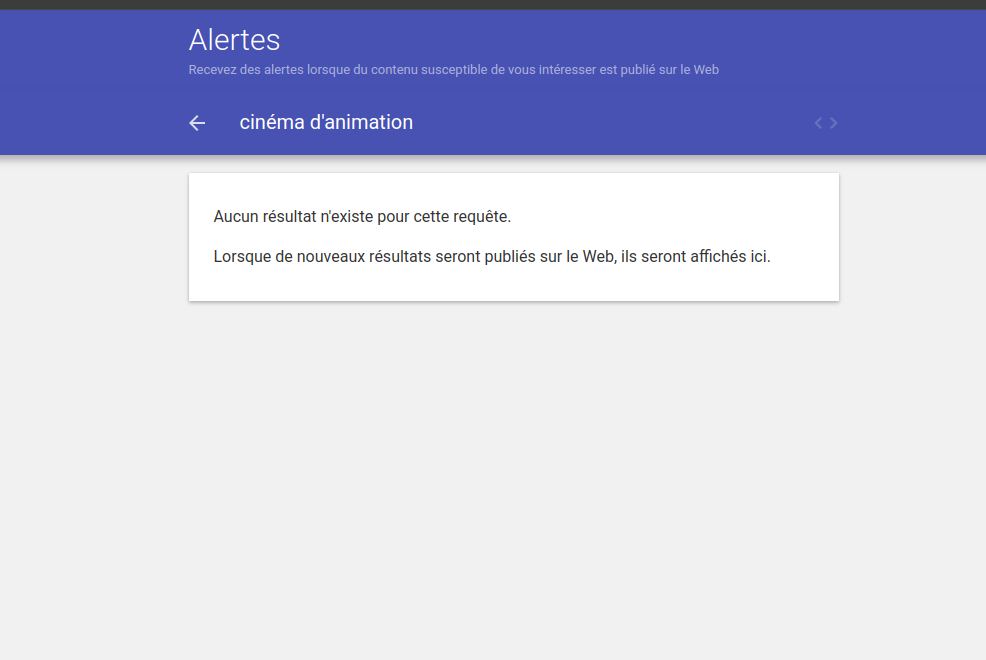 Alertes
Recevez des alertes lorsque du contenu susceptible de vous intéresser est publié sur le Web
cinéma d'animation
Aucun résultat n'existe pour cette requête.
Lorsque de nouveaux résultats seront publiés sur le Web, ils seront affichés ici.